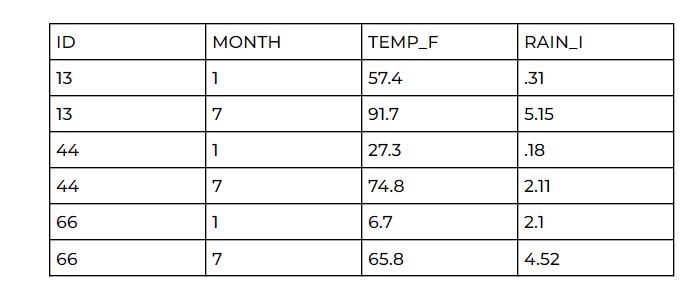 ID MONTH TEMP_F RAIN_I
13 1 57.4 .31
13 7 91.7 5.15
44 1 27.3 .18
44 7 74.8 2.11
66 1 6.7 2.1
66 7 65.8 4.52